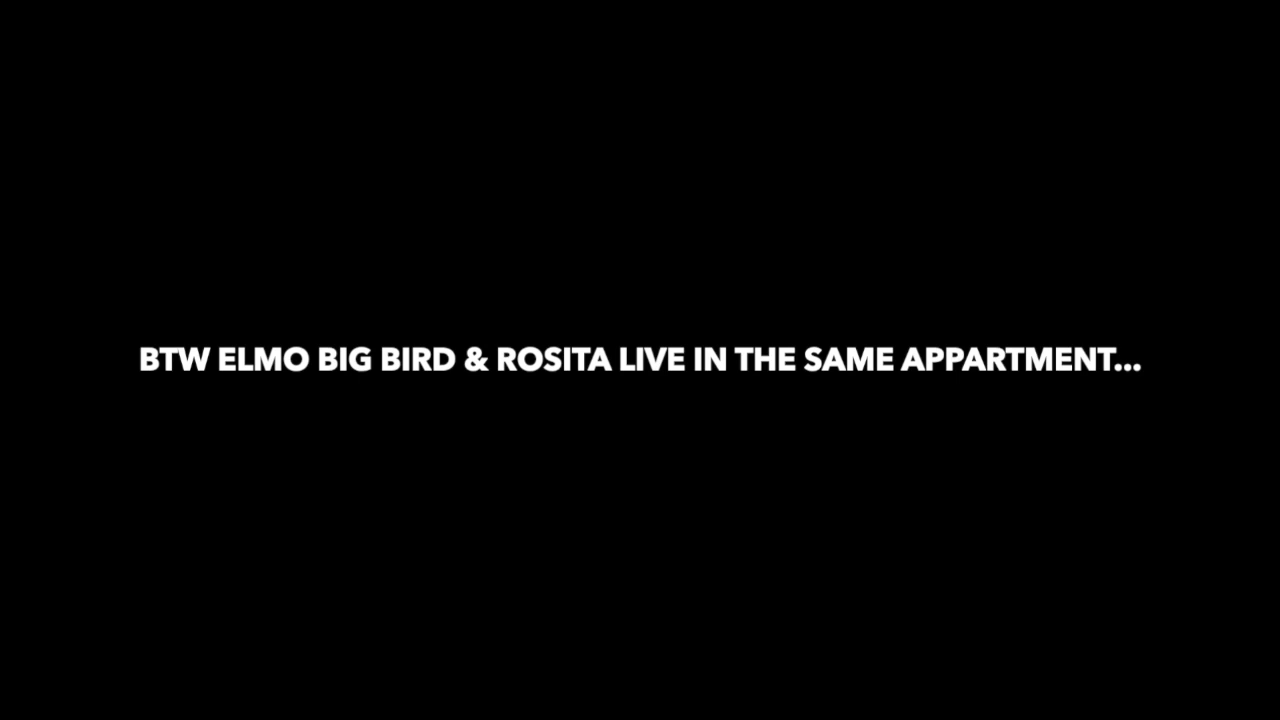 BTW ELMO BIG BIRD & ROSITA LIVE IN THE SAME APPARTMENT...